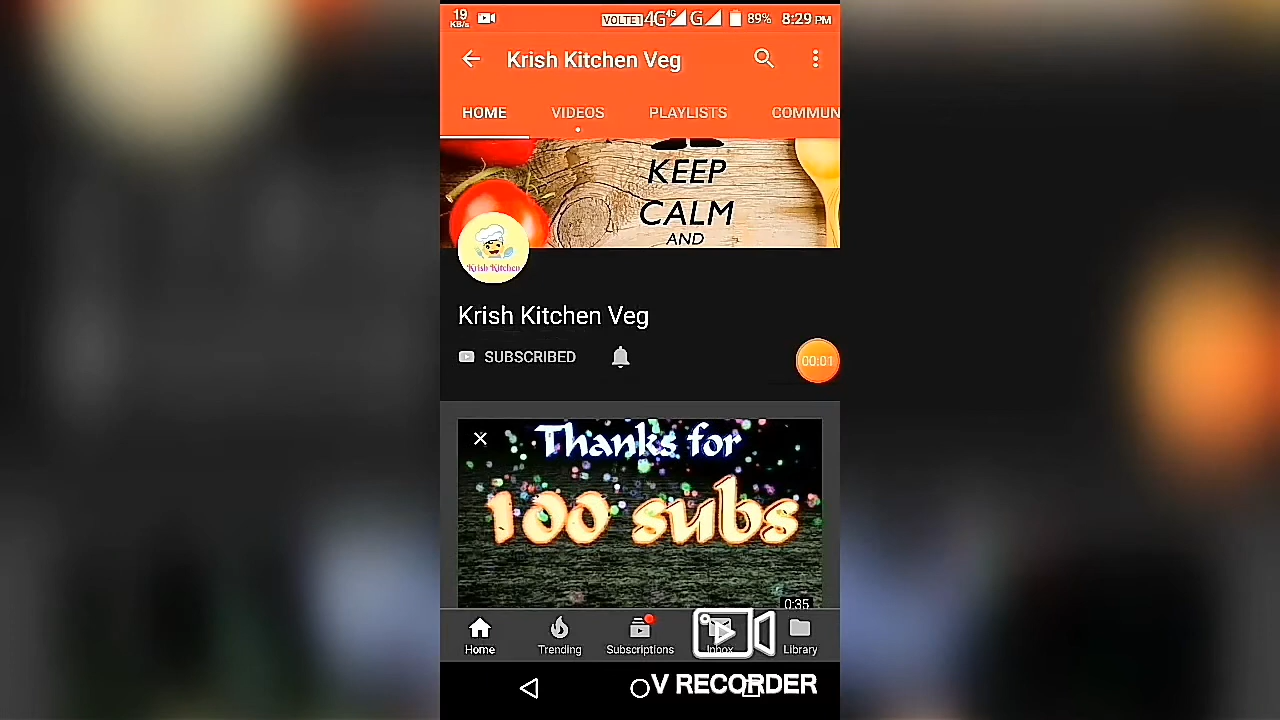 19
KB/s
VOLTE1 4G 4G G 89% 8:29 PM
Krish Kitchen Veg
HOME VIDEOS PLAYLISTS COMMUN
KEEP
CALM
AND
Krish Kitchen
Krish Kitchen Veg
SUBSCRIBED
00:01
Thanks for
100 subs
0:35
Home Trending Subscriptions Inbox Library
V RECORDER